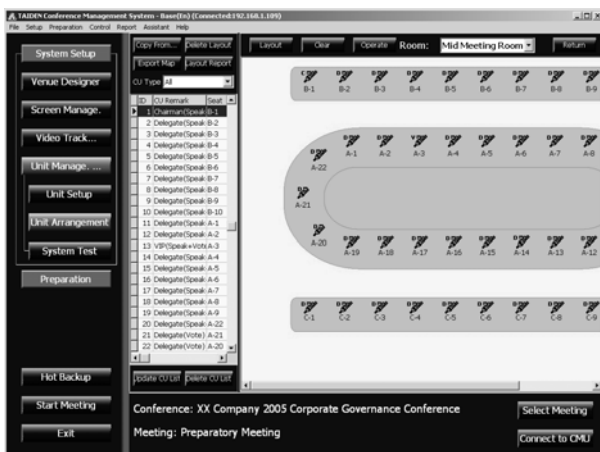 TAIDEN Conference Management System - Base(En) (Connected:192.168.1.109)
File Setup Preparation Control Report Assistant Help
System Setup
Venue Designer
Screen Manage.
Video Track...
Unit Manage. ...
Unit Setup
Unit Arrangement
System Test
Preparation
Hot Backup
Start Meeting
Exit
Copy From... Delete Layout
Export Map Layout Report
CU Type All
ID CU Remark Seat
1 Chairman(Speak B-1
2 Delegate(Speak B-2
3 Delegate(Speak B-3
4 Delegate(Speak B-4
5 Delegate(Speak B-5
6 Delegate(Speak B-6
7 Delegate(Speak B-7
8 Delegate(Speak B-8
9 Delegate(Speak B-9
10 Delegate(Speak B-10
11 Delegate(Speak A-1
12 Delegate(Speak A-2
13 VIP(Speak+Vote A-3
14 Delegate(Speak A-4
15 Delegate(Speak A-5
16 Delegate(Speak A-6
17 Delegate(Speak A-7
18 Delegate(Speak A-8
19 Delegate(Speak A-9
20 Delegate(Speak A-22
21 Delegate(Vote) A-21
22 Delegate(Vote) A-20
Update CU List Delete CU List
Layout Clear Operate Room: Mid Meeting Room Return
B-1 B-2 B-3 B-4 B-5 B-6 B-7 B-8 B-9
A-22 A-1 A-2 A-3 A-4 A-5 A-6 A-7 A-8
A-21
A-20 A-19 A-18 A-17 A-16 A-15 A-14 A-13 A-12
C-1 C-2 C-3 C-4 C-5 C-6 C-7 C-8 C-9
Conference: XX Company 2005 Corporate Governance Conference
Meeting: Preparatory Meeting
Select Meeting
Connect to CMU